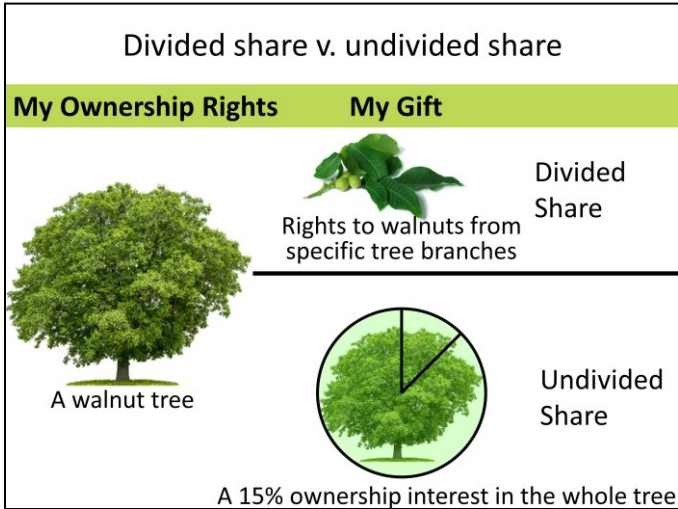 Divided share v. undivided share
My Ownership Rights
My Gift
A walnut tree
Rights to walnuts from
specific tree branches
Divided
Share
Undivided
Share
A 15% ownership interest in the whole tree